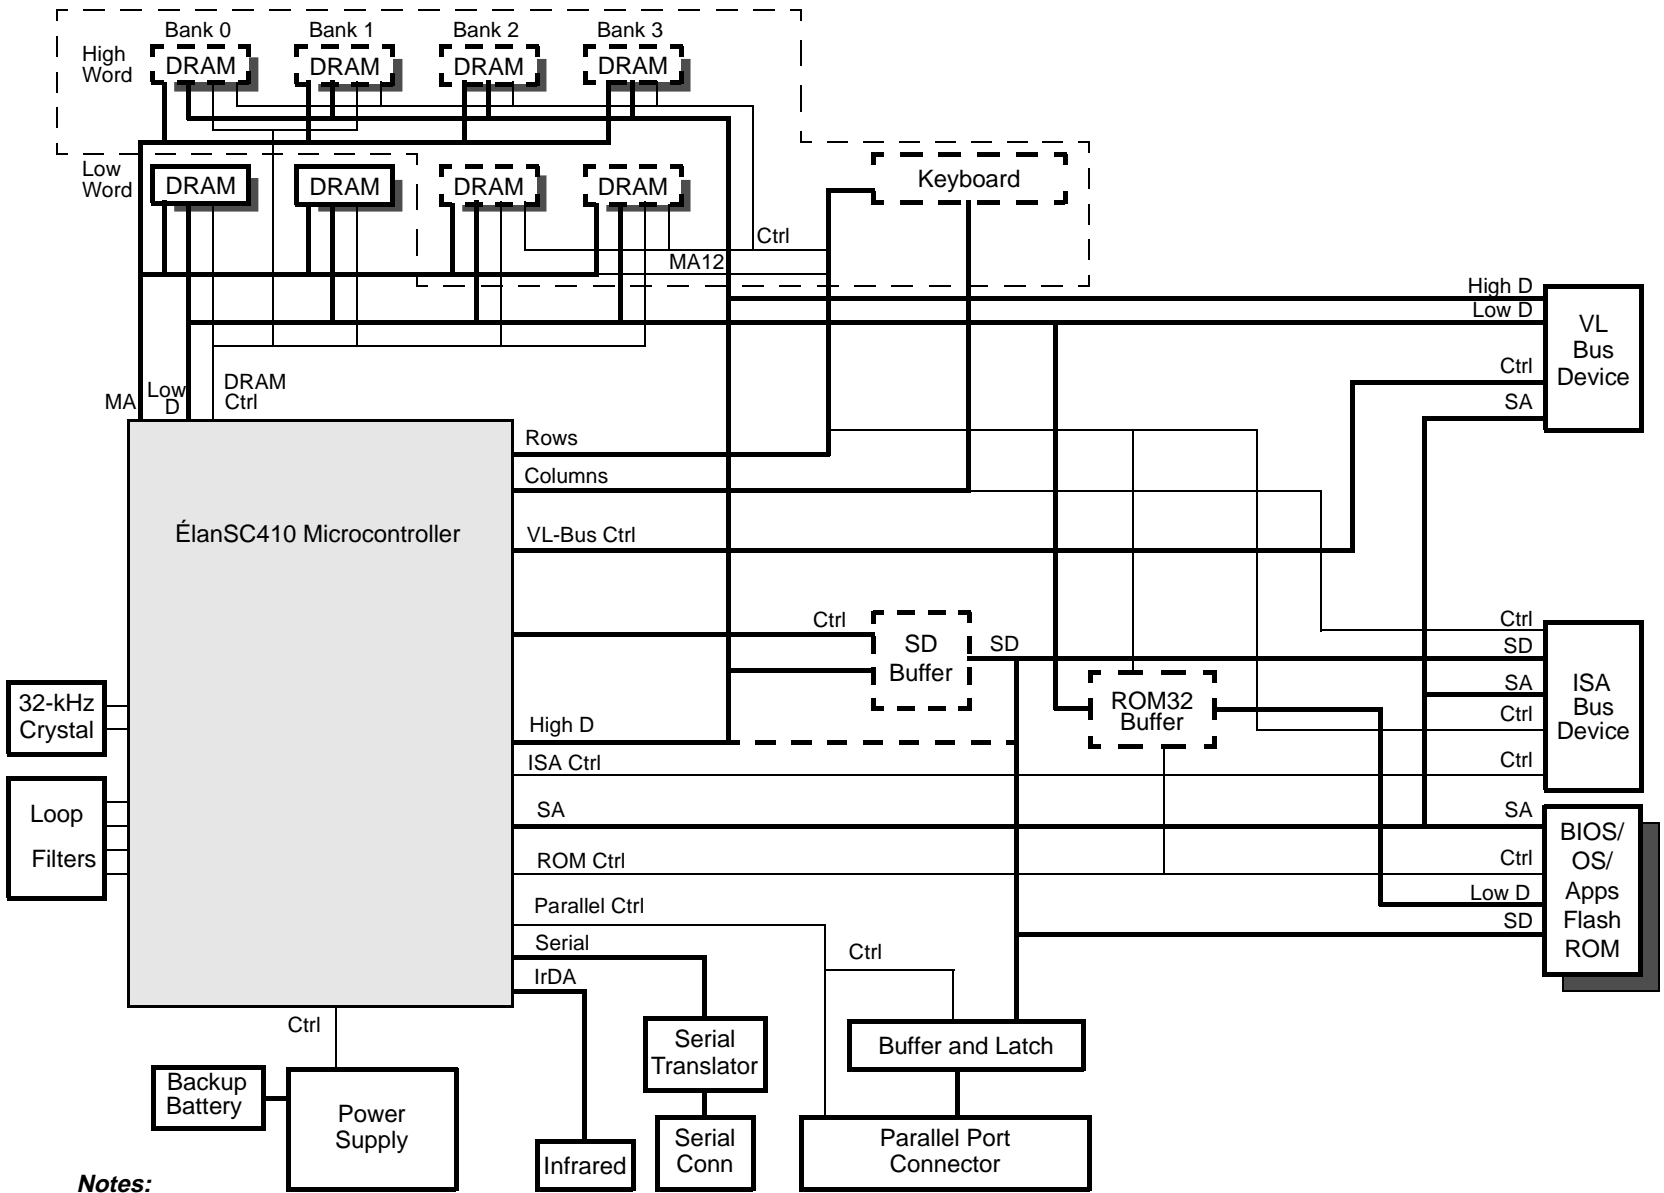 Bank 0
Bank 1
Bank 2
Bank 3
High
Word
DRAM
DRAM
DRAM
DRAM
Low
Word
DRAM
DRAM
DRAM
DRAM
Keyboard
Ctrl
MA12
High D
Low D
VL
Bus
Device
Ctrl
SA
MA
Low
D
DRAM
Ctrl
Rows
Columns
ÉlanSC410 Microcontroller
VL-Bus Ctrl
Ctrl
SD
Buffer
SD
Ctrl
SD
SA
Ctrl
Ctrl
ISA
Bus
Device
ROM32
Buffer
32-kHz
Crystal
High D
ISA Ctrl
Loop
Filters
SA
SA
ROM Ctrl
Ctrl
Low D
SD
BIOS/
OS/
Apps
Flash
ROM
Parallel Ctrl
Serial
IrDA
Ctrl
Ctrl
Serial
Translator
Buffer and Latch
Backup
Battery
Power
Supply
Infrared
Serial
Conn
Parallel Port
Connector
Notes: